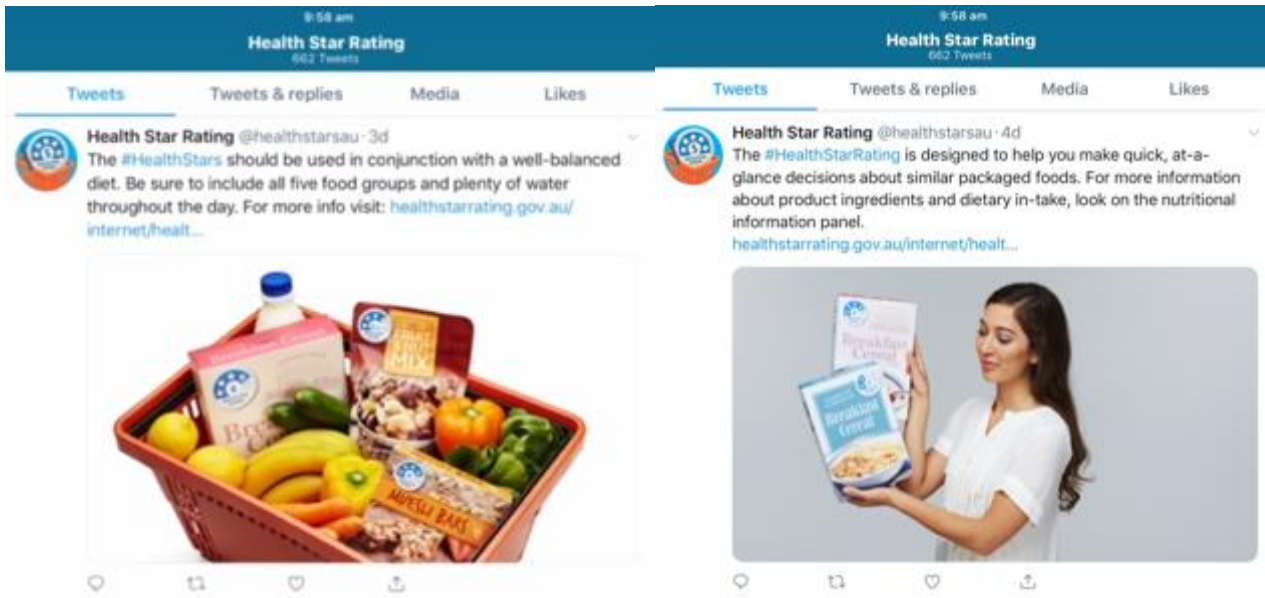 9:58 am
Health Star Rating
662 Tweets
Tweets Tweets & replies Media Likes
Health Star Rating @healthstarsau · 3d
The #HealthStars should be used in conjunction with a well-balanced
diet. Be sure to include all five food groups and plenty of water
throughout the day. For more info visit: healthstarrating.gov.au/
internet/healt...
Breakfast Cereal
MIX
MUESLI BARS
9:58 am
Health Star Rating
662 Tweets
Tweets Tweets & replies Media Likes
Health Star Rating @healthstarsau · 4d
The #HealthStarRating is designed to help you make quick, at-a-
glance decisions about similar packaged foods. For more information
about product ingredients and dietary in-take, look on the nutritional
information panel.
healthstarrating.gov.au/internet/healt...
Breakfast
Cereal
Breakfast
Cereal